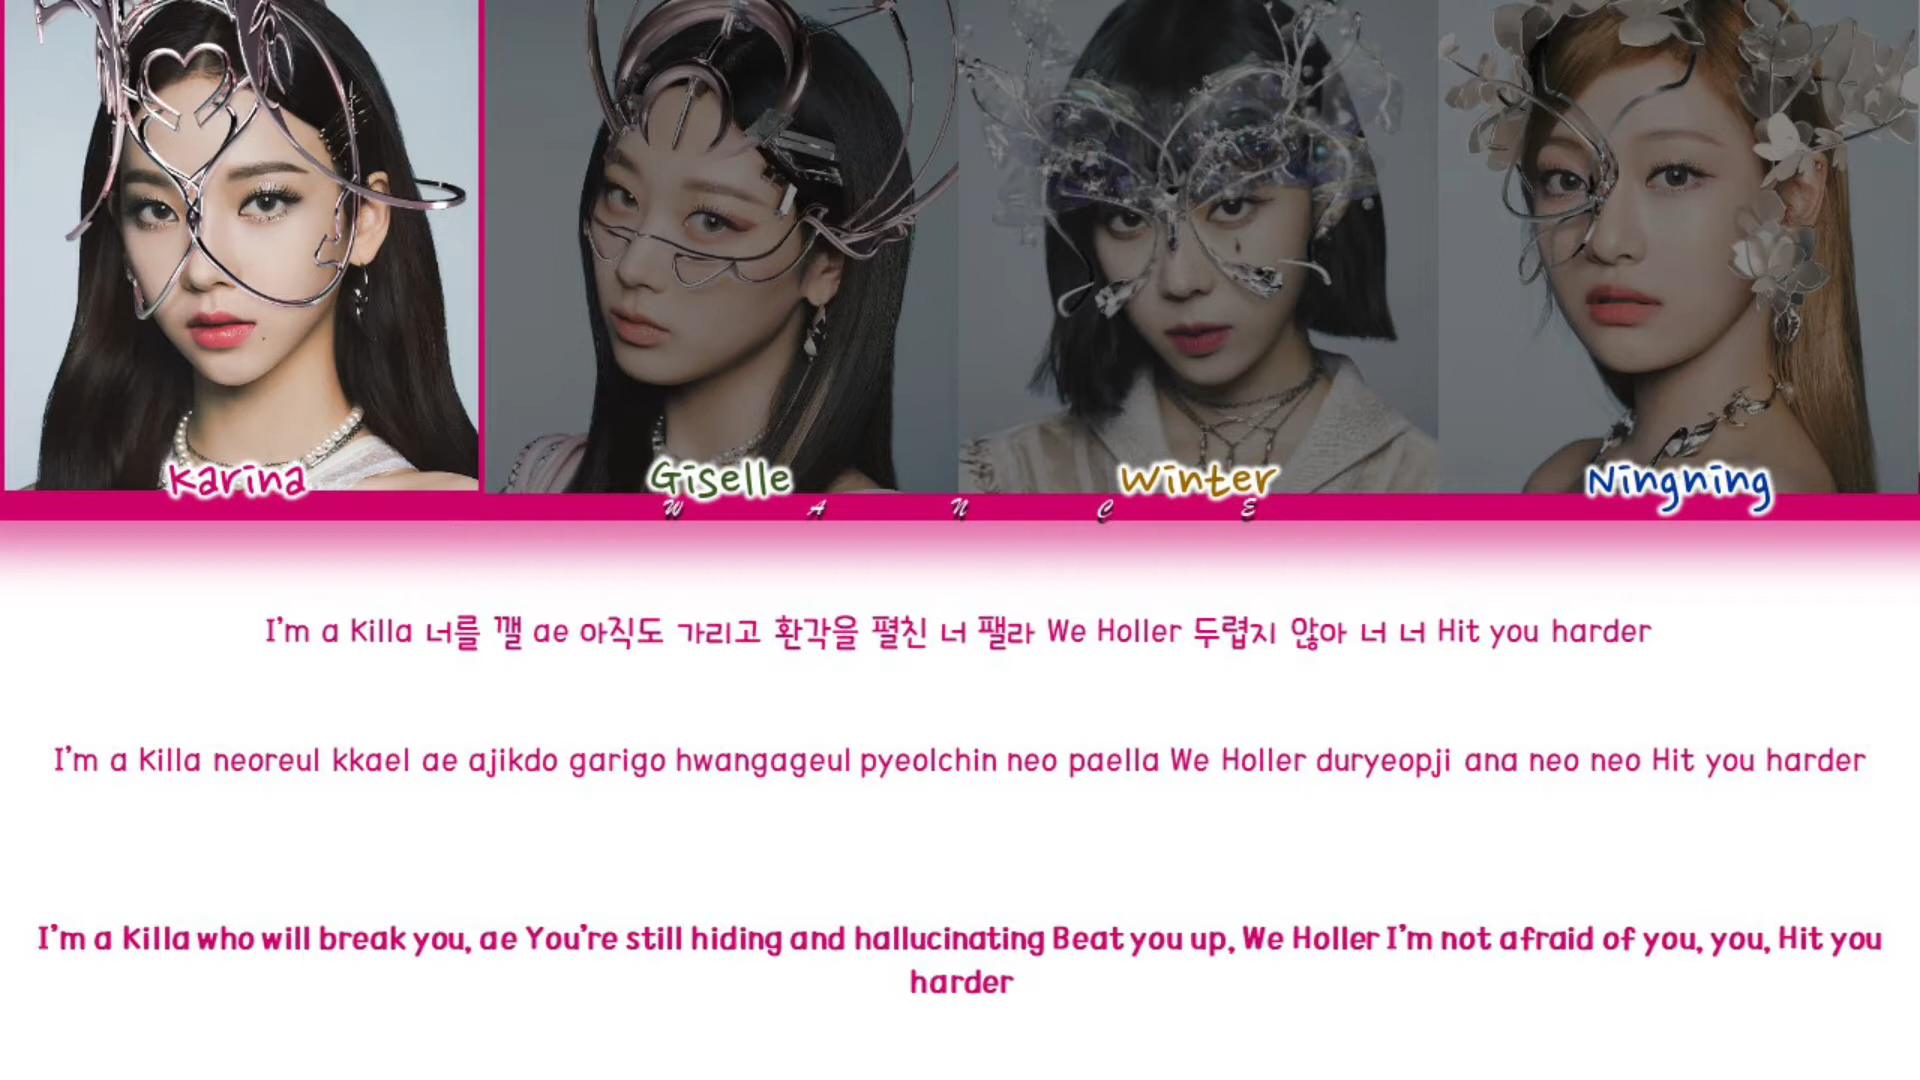 Karina
Giselle
Winter
Ningning
W A N C E
I'm a Killa 너를 깰 ae 아직도 가리고 환각을 펼친 너 팰라 We Holler 두렵지 않아 너 너 Hit you harder
I'm a Killa neoreul kkael ae ajikdo garigo hwangageul pyeolchin neo paella We Holler duryeopji ana neo neo Hit you harder
I'm a Killa who will break you, ae You're still hiding and hallucinating Beat you up, We Holler I'm not afraid of you, you, Hit you
harder